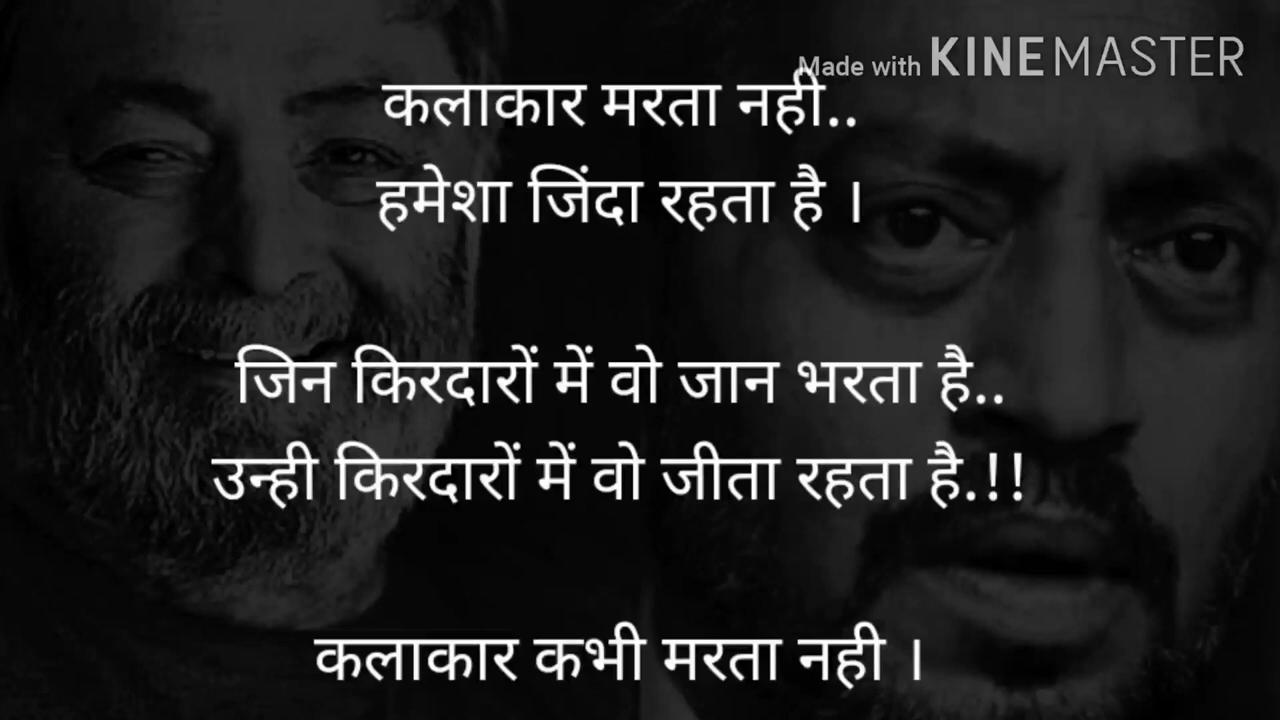 Made with KINEMASTER
कलाकार मरता नही..
हमेशा जिंदा रहता है ।
जिन किरदारों में वो जान भरता है..
उन्ही किरदारों में वो जीता रहता है.!!
कलाकार कभी मरता नही ।